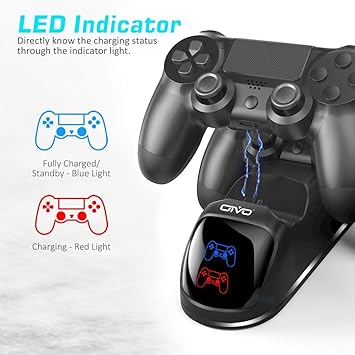 LED Indicator
Directly know the charging status
through the indicator light.
Fully Charged/
Standby - Blue Light
Charging - Red Light
OIVO